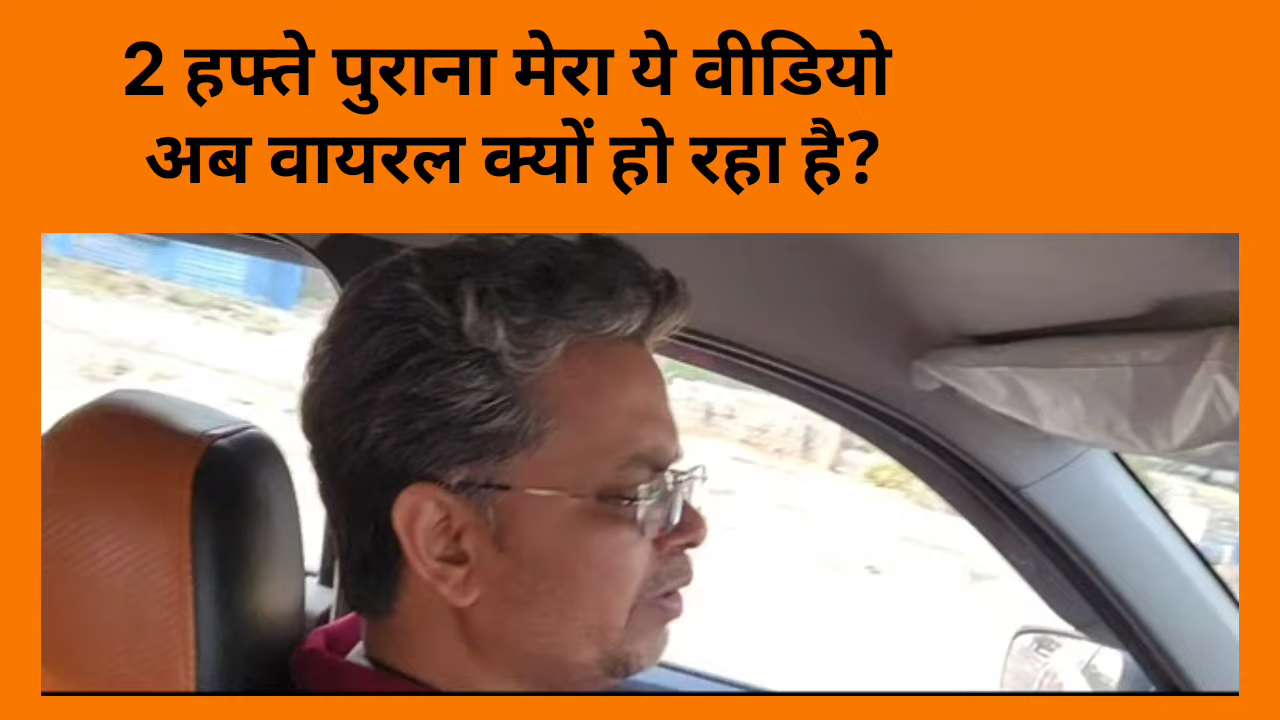 2 हफ्ते पुराना मेरा ये वीडियो
अब वायरल क्यों हो रहा है?